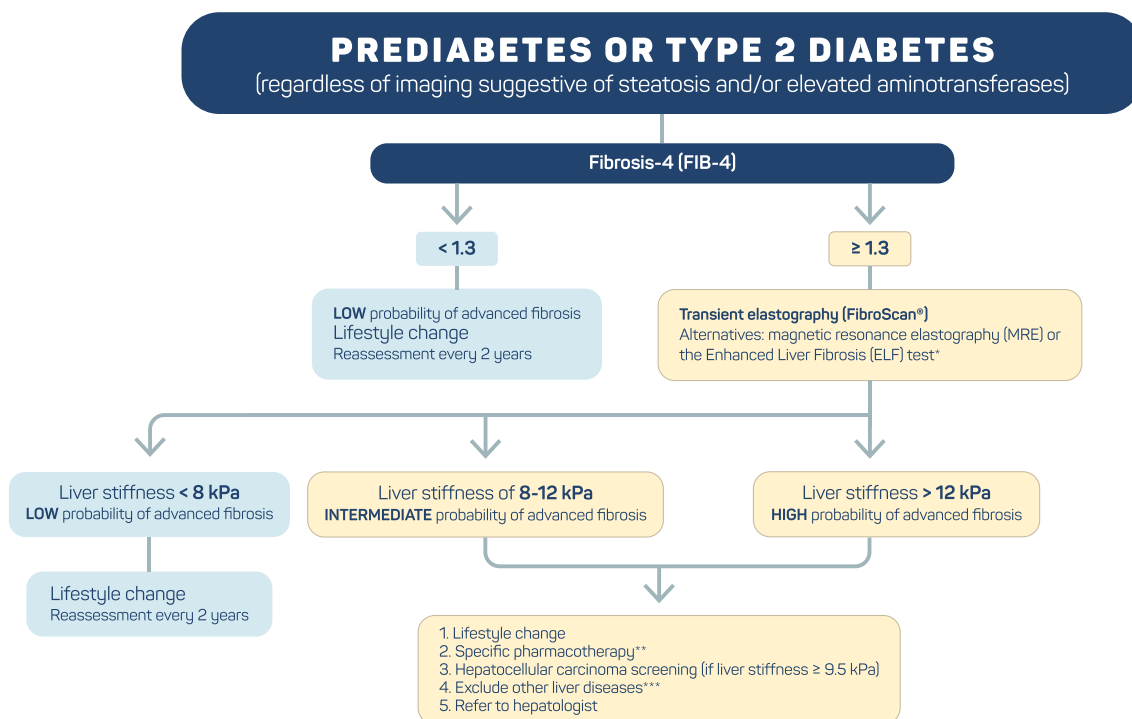 PREDIABETES OR TYPE 2 DIABETES
(regardless of imaging suggestive of steatosis and/or elevated aminotransferases)
Fibrosis-4 (FIB-4)
< 1.3
≥ 1.3
LOW probability of advanced fibrosis
Lifestyle change
Reassessment every 2 years
Transient elastography (FibroScan®)
Alternatives: magnetic resonance elastography (MRE) or
the Enhanced Liver Fibrosis (ELF) test*
Liver stiffness < 8 kPa
LOW probability of advanced fibrosis
Liver stiffness of 8-12 kPa
INTERMEDIATE probability of advanced fibrosis
Liver stiffness > 12 kPa
HIGH probability of advanced fibrosis
Lifestyle change
Reassessment every 2 years
1. Lifestyle change
2. Specific pharmacotherapy**
3. Hepatocellular carcinoma screening (if liver stiffness ≥ 9.5 kPa)
4. Exclude other liver diseases***
5. Refer to hepatologist